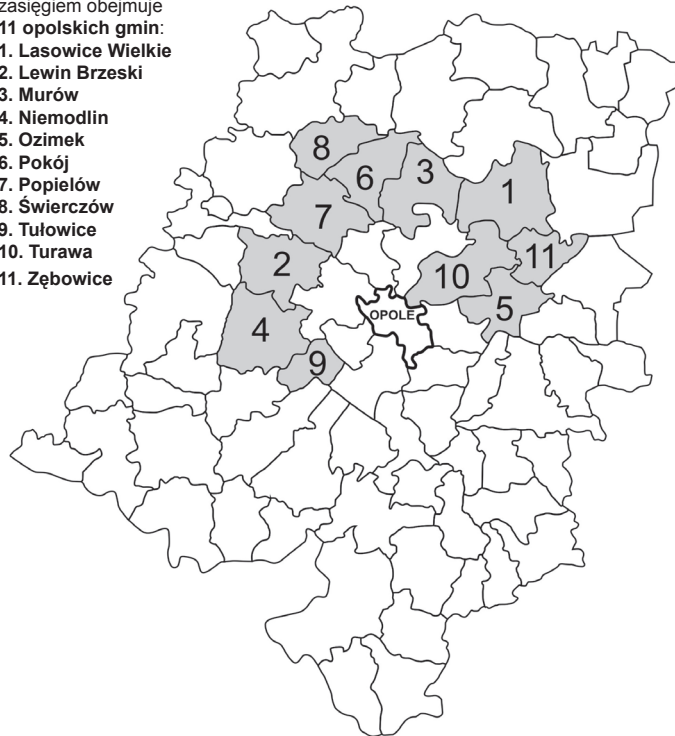 zasięgiem obejmuje
11 opolskich gmin:
1. Lasowice Wielkie
2. Lewin Brzeski
3. Murów
4. Niemodlin
5. Ozimek
6. Pokój
7. Popielów
8. Świerczów
9. Tułowice
10. Turawa
11. Zębowice
8
6
3
1
7
2
10
11
OPOLE
5
4
9